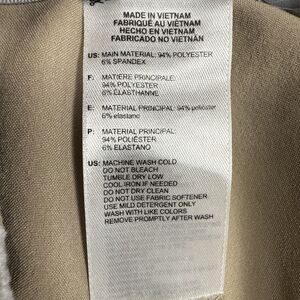 MADE IN VIETNAM
FABRIQUÉ AU VIÊTNAM
HECHO EN VIETNAM
FABRICADO NO VIETNÃ
US: MAIN MATERIAL: 94% POLYESTER
6% SPANDEX
F: MATIERE PRINCIPALE:
94% POLYESTER
6% ÉLASTHANNE
E: MATERIAL PRINCIPAL: 94% poliéster
6% elastano
P: MATERIAL PRINCIPAL:
94% POLIÉSTER
6% ELASTANO
US: MACHINE WASH COLD
DO NOT BLEACH
TUMBLE DRY LOW
COOL IRON IF NEEDED
DO NOT DRY CLEAN
DO NOT USE FABRIC SOFTENER
USE MILD DETERGENT ONLY
WASH WITH LIKE COLORS
REMOVE PROMPTLY AFTER WASH